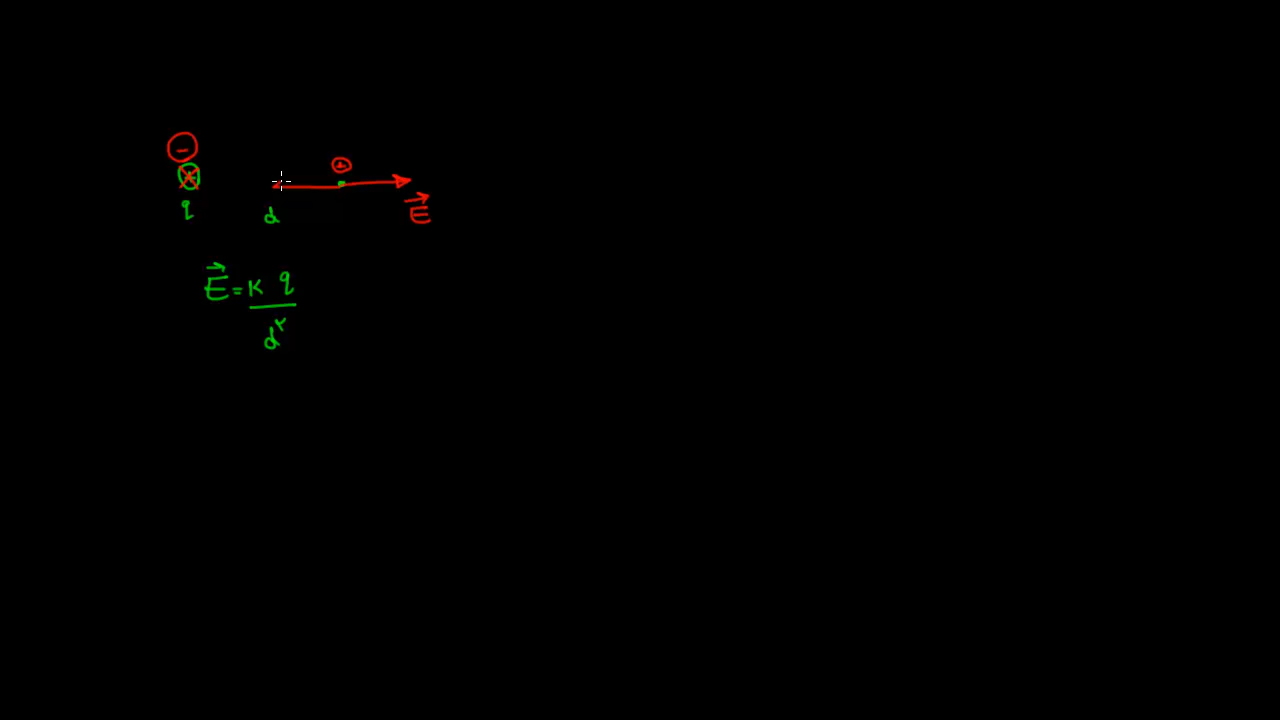 - +
+
q d E
E = K q
d²